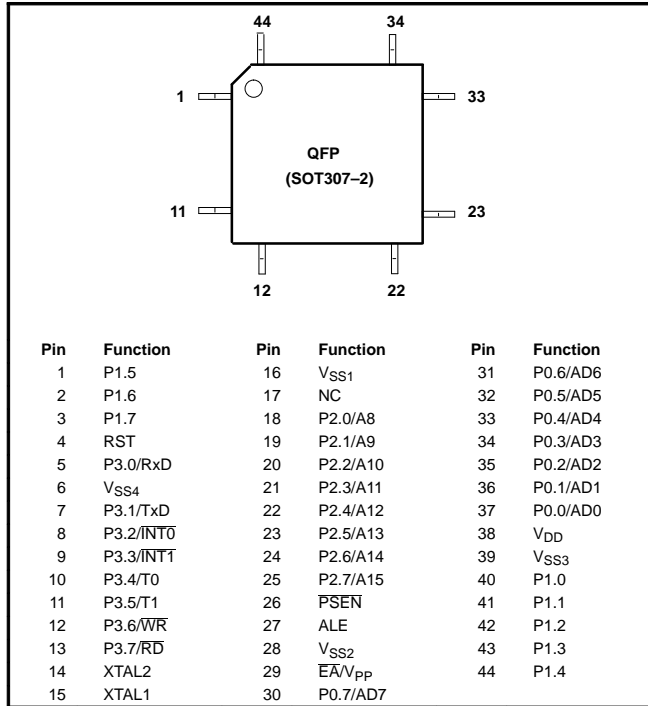 44 34
1 33
QFP
(SOT307–2)
11 23
12 22
Pin Function Pin Function Pin Function
1 P1.5 16 VSS1 31 P0.6/AD6
2 P1.6 17 NC 32 P0.5/AD5
3 P1.7 18 P2.0/A8 33 P0.4/AD4
4 RST 19 P2.1/A9 34 P0.3/AD3
5 P3.0/RxD 20 P2.2/A10 35 P0.2/AD2
6 VSS4 21 P2.3/A11 36 P0.1/AD1
7 P3.1/TxD 22 P2.4/A12 37 P0.0/AD0
8 P3.2/I̅N̅T̅0̅ 23 P2.5/A13 38 VDD
9 P3.3/I̅N̅T̅1̅ 24 P2.6/A14 39 VSS3
10 P3.4/T0 25 P2.7/A15 40 P1.0
11 P3.5/T1 26 P̅S̅E̅N̅ 41 P1.1
12 P3.6/W̅R̅ 27 ALE 42 P1.2
13 P3.7/R̅D̅ 28 VSS2 43 P1.3
14 XTAL2 29 E̅A̅/VPP 44 P1.4
15 XTAL1 30 P0.7/AD7